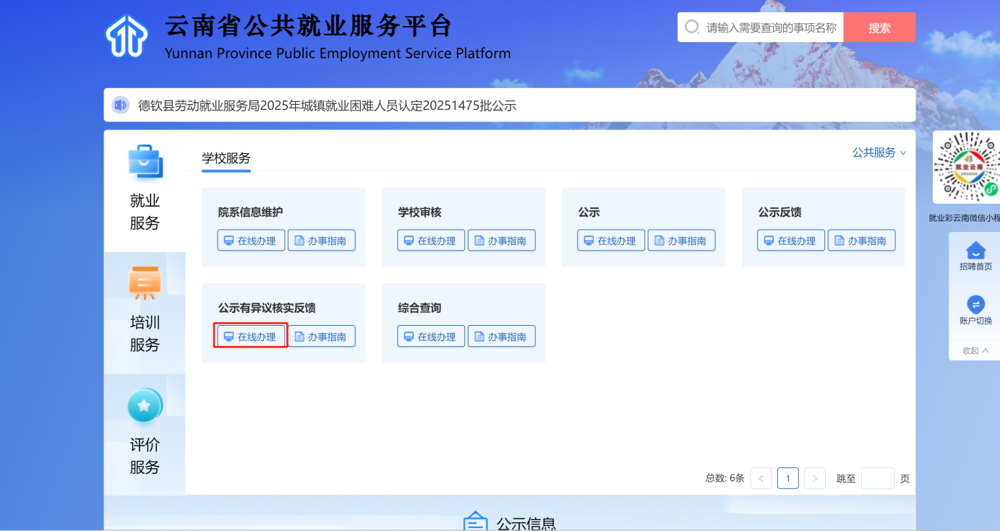 云南省公共就业服务平台
Yunnan Province Public Employment Service Platform
请输入需要查询的事项名称
搜索
德钦县劳动就业服务局2025年城镇就业困难人员认定20251475批公示
就业
服务
培训
服务
评价
服务
学校服务
公共服务
院系信息维护
在线办理 办事指南
学校审核
在线办理 办事指南
公示
在线办理 办事指南
公示反馈
在线办理 办事指南
公示有异议核实反馈
在线办理 办事指南
综合查询
在线办理 办事指南
总数: 6条 < 1 > 跳至 页
公示信息
就业云南
就业彩云南微信小程
招聘首页
账户切换
收起